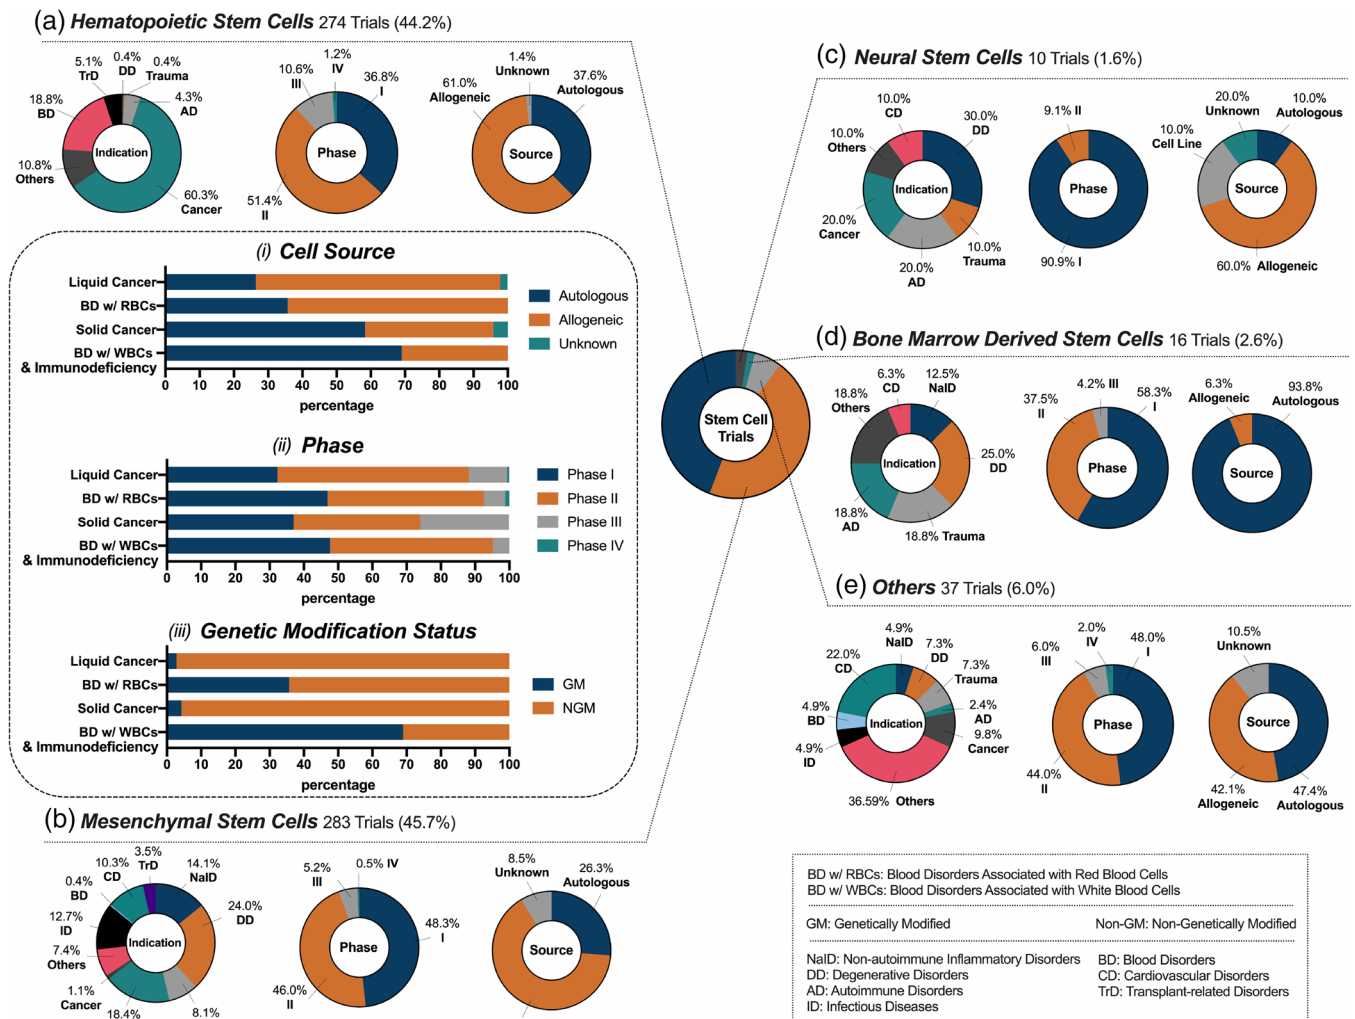 (a) Hematopoietic Stem Cells 274 Trials (44.2%)
5.1%
TrD
0.4%
DD
0.4%
Trauma
4.3%
AD
18.8%
BD
10.8%
Others
60.3%
Cancer
Indication
1.2%
IV
10.6%
III
36.8%
I
51.4%
II
Phase
1.4%
Unknown
61.0%
Allogeneic
37.6%
Autologous
Source
(i) Cell Source
Liquid Cancer
BD w/ RBCs
Solid Cancer
BD w/ WBCs
& Immunodeficiency
0 10 20 30 40 50 60 70 80 90 100
percentage
Autologous
Allogeneic
Unknown
(ii) Phase
Liquid Cancer
BD w/ RBCs
Solid Cancer
BD w/ WBCs
& Immunodeficiency
0 10 20 30 40 50 60 70 80 90 100
percentage
Phase I
Phase II
Phase III
Phase IV
(iii) Genetic Modification Status
Liquid Cancer
BD w/ RBCs
Solid Cancer
BD w/ WBCs
& Immunodeficiency
0 10 20 30 40 50 60 70 80 90 100
percentage
GM
NGM
(b) Mesenchymal Stem Cells 283 Trials (45.7%)
3.5%
TrD
10.3%
CD
14.1%
NaID
0.4%
BD
24.0%
DD
12.7%
ID
7.4%
Others
1.1%
Cancer
18.4%
8.1%
Indication
5.2%
III
0.5% IV
48.3%
I
46.0%
II
Phase
8.5%
Unknown
26.3%
Autologous
Source
Stem Cell
Trials
(c) Neural Stem Cells 10 Trials (1.6%)
10.0%
CD
30.0%
DD
10.0%
Others
20.0%
Cancer
20.0%
AD
10.0%
Trauma
Indication
9.1% II
90.9% I
Phase
20.0%
Unknown
10.0%
Autologous
10.0%
Cell Line
60.0% Allogeneic
Source
(d) Bone Marrow Derived Stem Cells 16 Trials (2.6%)
6.3%
CD
12.5%
NaID
18.8%
Others
25.0%
DD
18.8%
AD
18.8% Trauma
Indication
4.2% III
37.5%
II
58.3%
I
Phase
6.3%
Allogeneic
93.8%
Autologous
Source
(e) Others 37 Trials (6.0%)
4.9%
NaID
7.3%
DD
22.0%
CD
7.3%
Trauma
2.4%
AD
4.9%
BD
9.8%
Cancer
4.9%
ID
36.59% Others
Indication
2.0%
IV
6.0%
III
48.0%
I
44.0%
II
Phase
10.5%
Unknown
42.1%
Allogeneic
47.4%
Autologous
Source
BD w/ RBCs: Blood Disorders Associated with Red Blood Cells
BD w/ WBCs: Blood Disorders Associated with White Blood Cells
GM: Genetically Modified
Non-GM: Non-Genetically Modified
NaID: Non-autoimmune Inflammatory Disorders
DD: Degenerative Disorders
AD: Autoimmune Disorders
ID: Infectious Diseases
BD: Blood Disorders
CD: Cardiovascular Disorders
TrD: Transplant-related Disorders